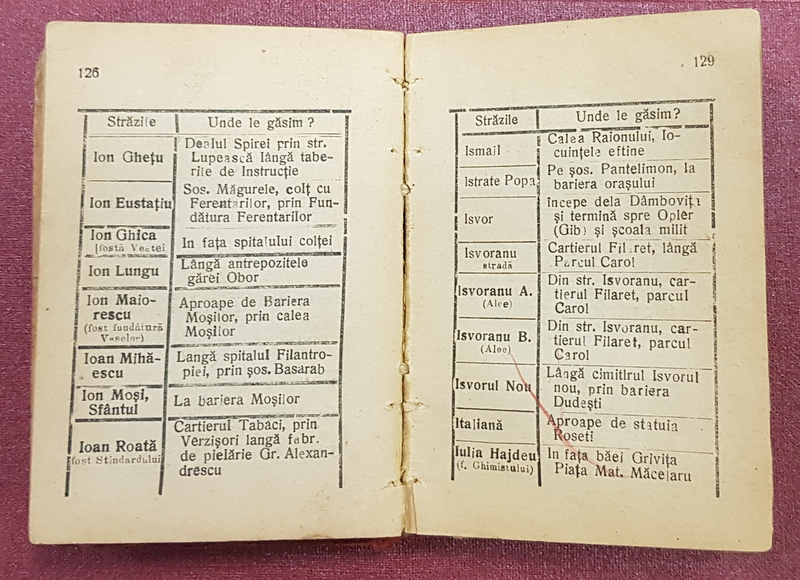 126
Străzile Unde le găsim ?
Ion Ghețu
Dealul Spirei prin str.
Lupească lângă tabe-
rile de Instrucție
Ion Eustațiu
Șos. Măgurele, colț cu
Ferentarilor, prin Fun-
dătura Ferentarilor
Ion Ghica
In fața spitalului colței
Ion Lungu
Lângă antrepozitele
gărei Obor
Ion Maio-
rescu
(fost fundătură
Vaselor)
Aproape de Bariera
Moșilor, prin calea
Moșilor
Ioan Mihă-
escu
Langă spitalul Filantro-
piei, prin șos. Basarab
Ion Moși,
Sfântul
La bariera Moșilor
Ioan Roată
fost Stindardului
Cartierul Tabàci, prin
Verzișori langă fabr.
de pielărie Gr. Alexan-
drescu
129
Străzile Unde le găsim?
Ismail
Calea Raionului, lo-
cuințele eftine
Istrate Popa
Pe șos. Pantelimon, la
bariera orașului
Isvor
Începe dela Dâmbovița
și termină spre Opler
(Gib) și școala milit
Isvoranu
stradă
Cartierul Filaret, lângă
Parcul Carol
Isvoranu A.
(Alee)
Din str. Isvoranu, car-
tierul Filaret, parcul
Carol
Isvoranu B.
(Alee)
Din str. Isvoranu, car-
tierul Filaret, parcul
Carol
Isvorul Nou
Lângă cimitirul Isvorul
nou, prin bariera
Dudești
Italiană
Aproape de statuia
Roseti
Iulia Hajdeu
(f. Ghimistului)
In fața băei Grivița
Piața Mat. Măcelaru